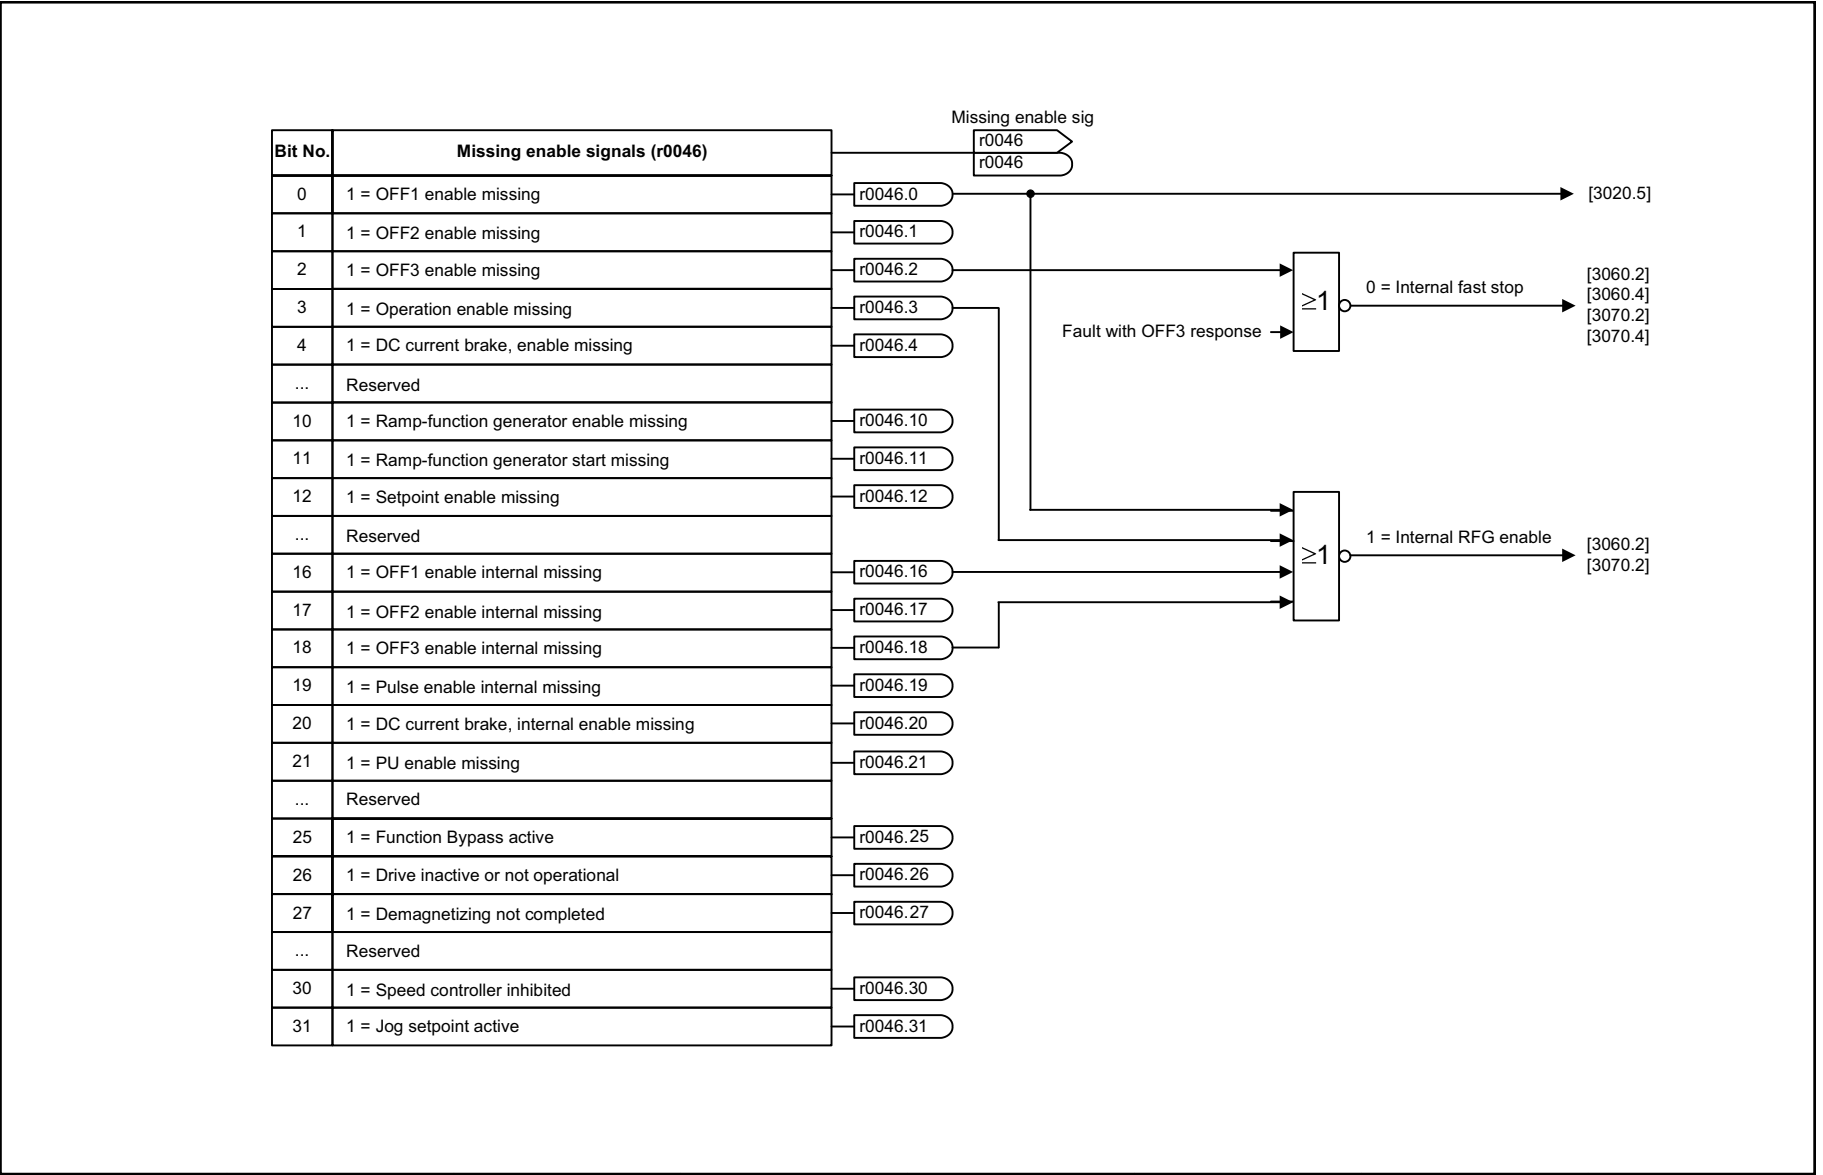 Missing enable sig
Bit No. Missing enable signals (r0046) r0046
r0046
0 1 = OFF1 enable missing r0046.0 [3020.5]
1 1 = OFF2 enable missing r0046.1
2 1 = OFF3 enable missing r0046.2
3 1 = Operation enable missing r0046.3
4 1 = DC current brake, enable missing r0046.4
... Reserved
10 1 = Ramp-function generator enable missing r0046.10
11 1 = Ramp-function generator start missing r0046.11
12 1 = Setpoint enable missing r0046.12
... Reserved
16 1 = OFF1 enable internal missing r0046.16
17 1 = OFF2 enable internal missing r0046.17
18 1 = OFF3 enable internal missing r0046.18
19 1 = Pulse enable internal missing r0046.19
20 1 = DC current brake, internal enable missing r0046.20
21 1 = PU enable missing r0046.21
... Reserved
25 1 = Function Bypass active r0046.25
26 1 = Drive inactive or not operational r0046.26
27 1 = Demagnetizing not completed r0046.27
... Reserved
30 1 = Speed controller inhibited r0046.30
31 1 = Jog setpoint active r0046.31
Fault with OFF3 response
≥1
0 = Internal fast stop
[3060.2]
[3060.4]
[3070.2]
[3070.4]
≥1
1 = Internal RFG enable
[3060.2]
[3070.2]